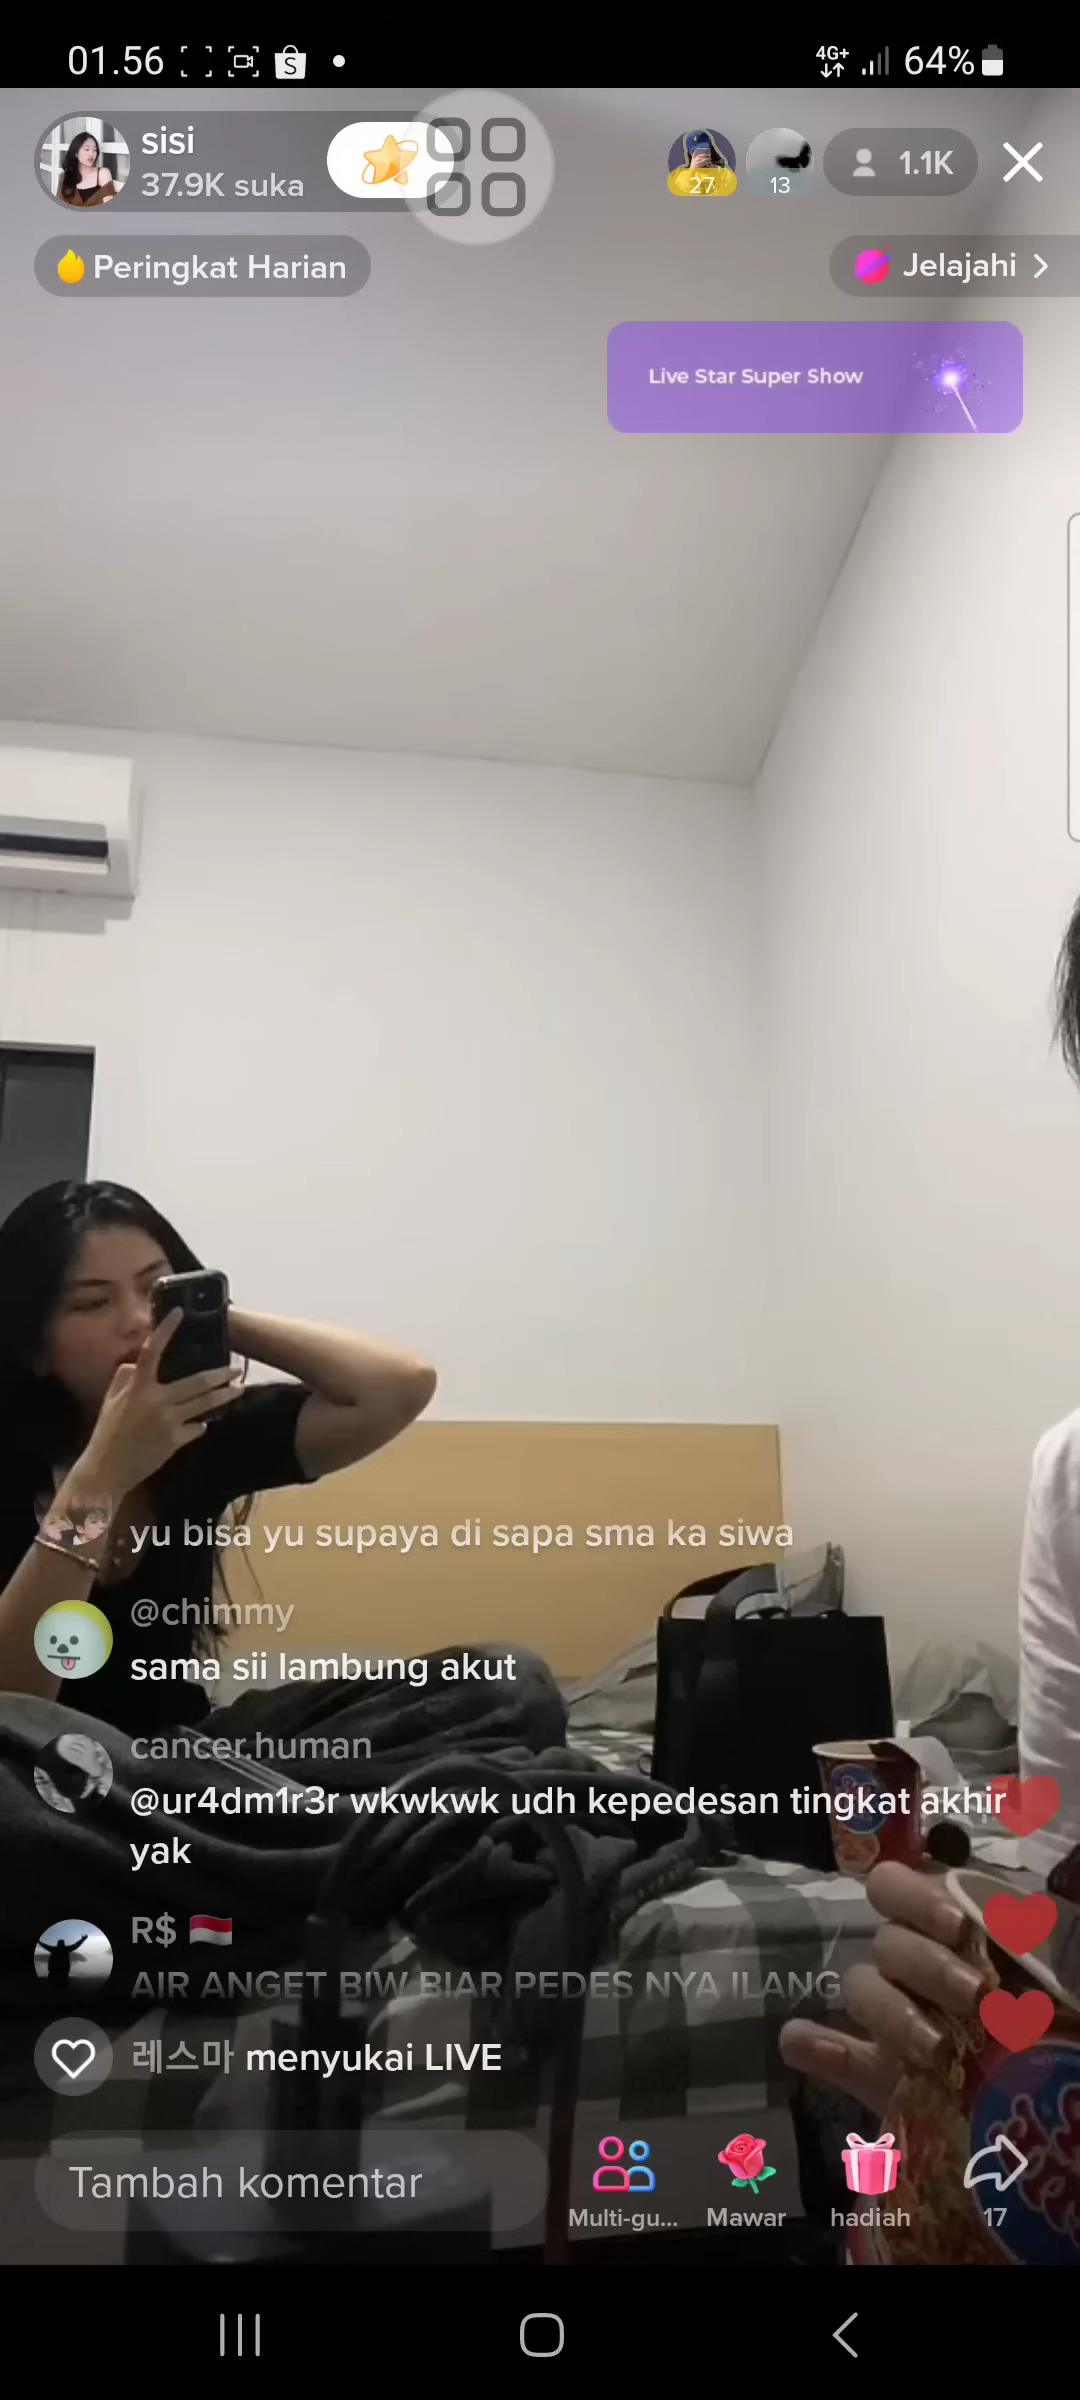 01.56
4G+
64%
sisi
37.9K suka
27
13
1.1K
Peringkat Harian
Jelajahi
Live Star Super Show
yu bisa yu supaya di sapa sma ka siwa
@chimmy
sama sii lambung akut
cancer.human
@ur4dm1r3r wkwkwk udh kepedesan tingkat akhir
yak
R$ 🇮🇩
AIR ANGET BIW BIAR PEDES NYA ILANG
레스마 menyukai LIVE
Tambah komentar
Multi-gu...
Mawar
hadiah
17